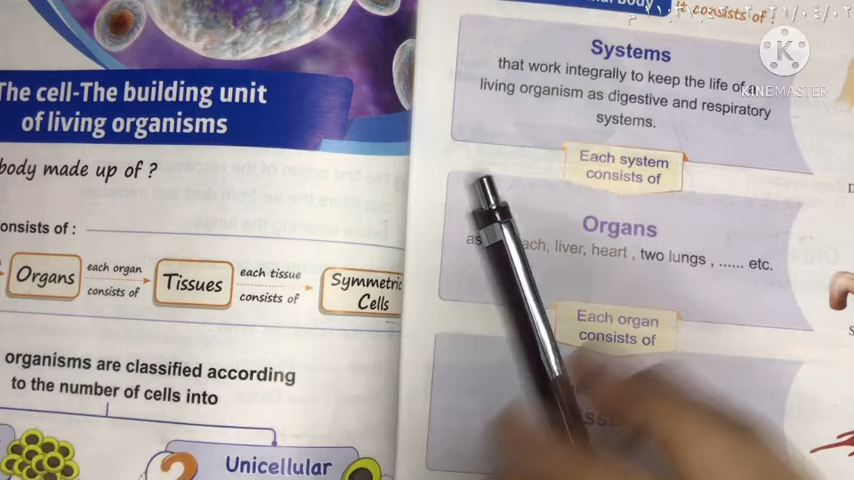 The cell-The building unit
of living organisms
body made up of ?
onsists of :
Organs
each organ
consists of
Tissues
each tissue
consists of
Symmetric
Cells
organisms are classified according
to the number of cells into
Unicellular
consists of !
KINEMASTER
Systems
that work integrally to keep the life of
living organism as digestive and respiratory
systems.
Each system
consists of
Organs
as ach, liver, heart , two lungs , ...... etc.
Each organ
consists of